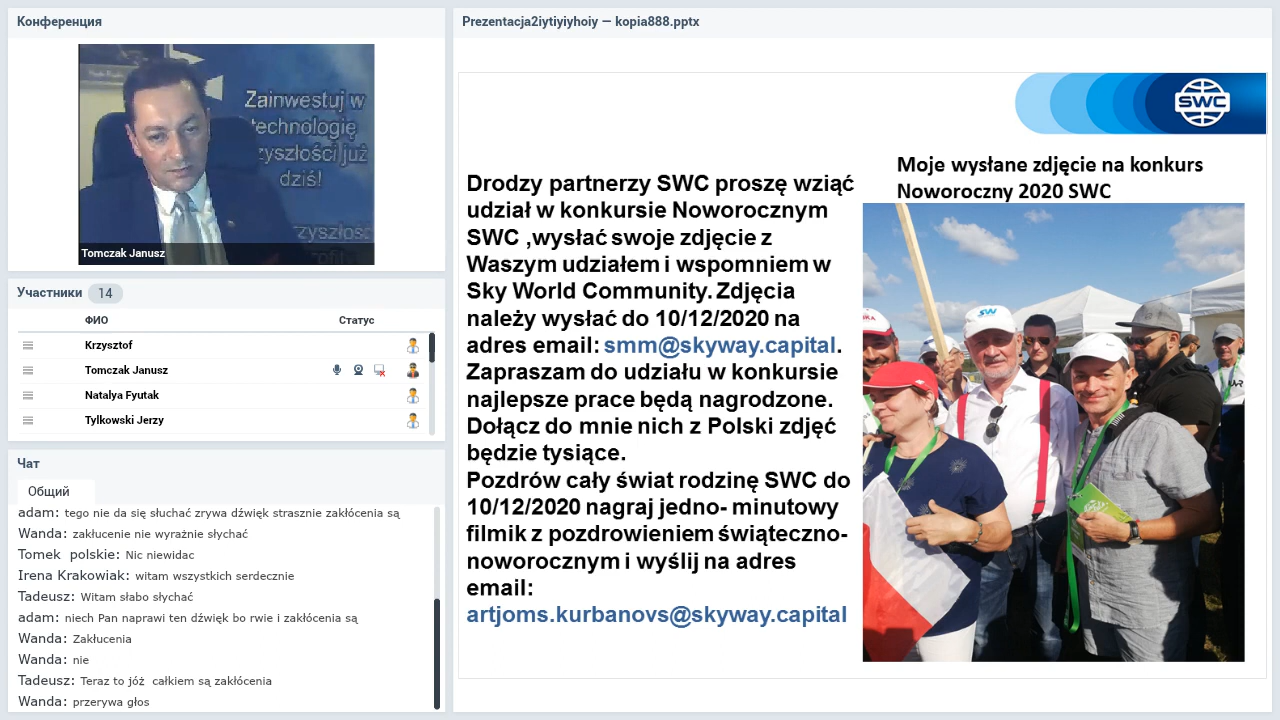 Конференция
Zainwestuj w
technologię
zyszłości już
dziś!
Tomczak Janusz
Участники 14
ФИО Статус
Krzysztof
Tomczak Janusz
Natalya Fyutak
Tylkowski Jerzy
Чат
Общий
adam: tego nie da się słuchać zrywa dźwięk strasznie zakłócenia są
Wanda: zakłucenie nie wyraźnie słychać
Tomek polskie: Nic niewidac
Irena Krakowiak: witam wszystkich serdecznie
Tadeusz: Witam słabo słychać
adam: niech Pan naprawi ten dźwięk bo rwie i zakłócenia są
Wanda: Zakłucenia
Wanda: nie
Tadeusz: Teraz to jóż całkiem są zakłócenia
Wanda: przerywa głos
Prezentacja2iytiyiyhoiy — kopia888.pptx
SWC
Drodzy partnerzy SWC proszę wziąć
udział w konkursie Noworocznym
SWC ,wysłać swoje zdjęcie z
Waszym udziałem i wspomniem w
Sky World Community. Zdjęcia
należy wysłać do 10/12/2020 na
adres email: smm@skyway.capital.
Zapraszam do udziału w konkursie
najlepsze prace będą nagrodzone.
Dołącz do mnie nich z Polski zdjęć
będzie tysiące.
Pozdrów cały świat rodzinę SWC do
10/12/2020 nagraj jedno- minutowy
filmik z pozdrowieniem świąteczno-
noworocznym i wyślij na adres
email:
artjoms.kurbanovs@skyway.capital
Moje wysłane zdjęcie na konkurs
Noworoczny 2020 SWC
SW